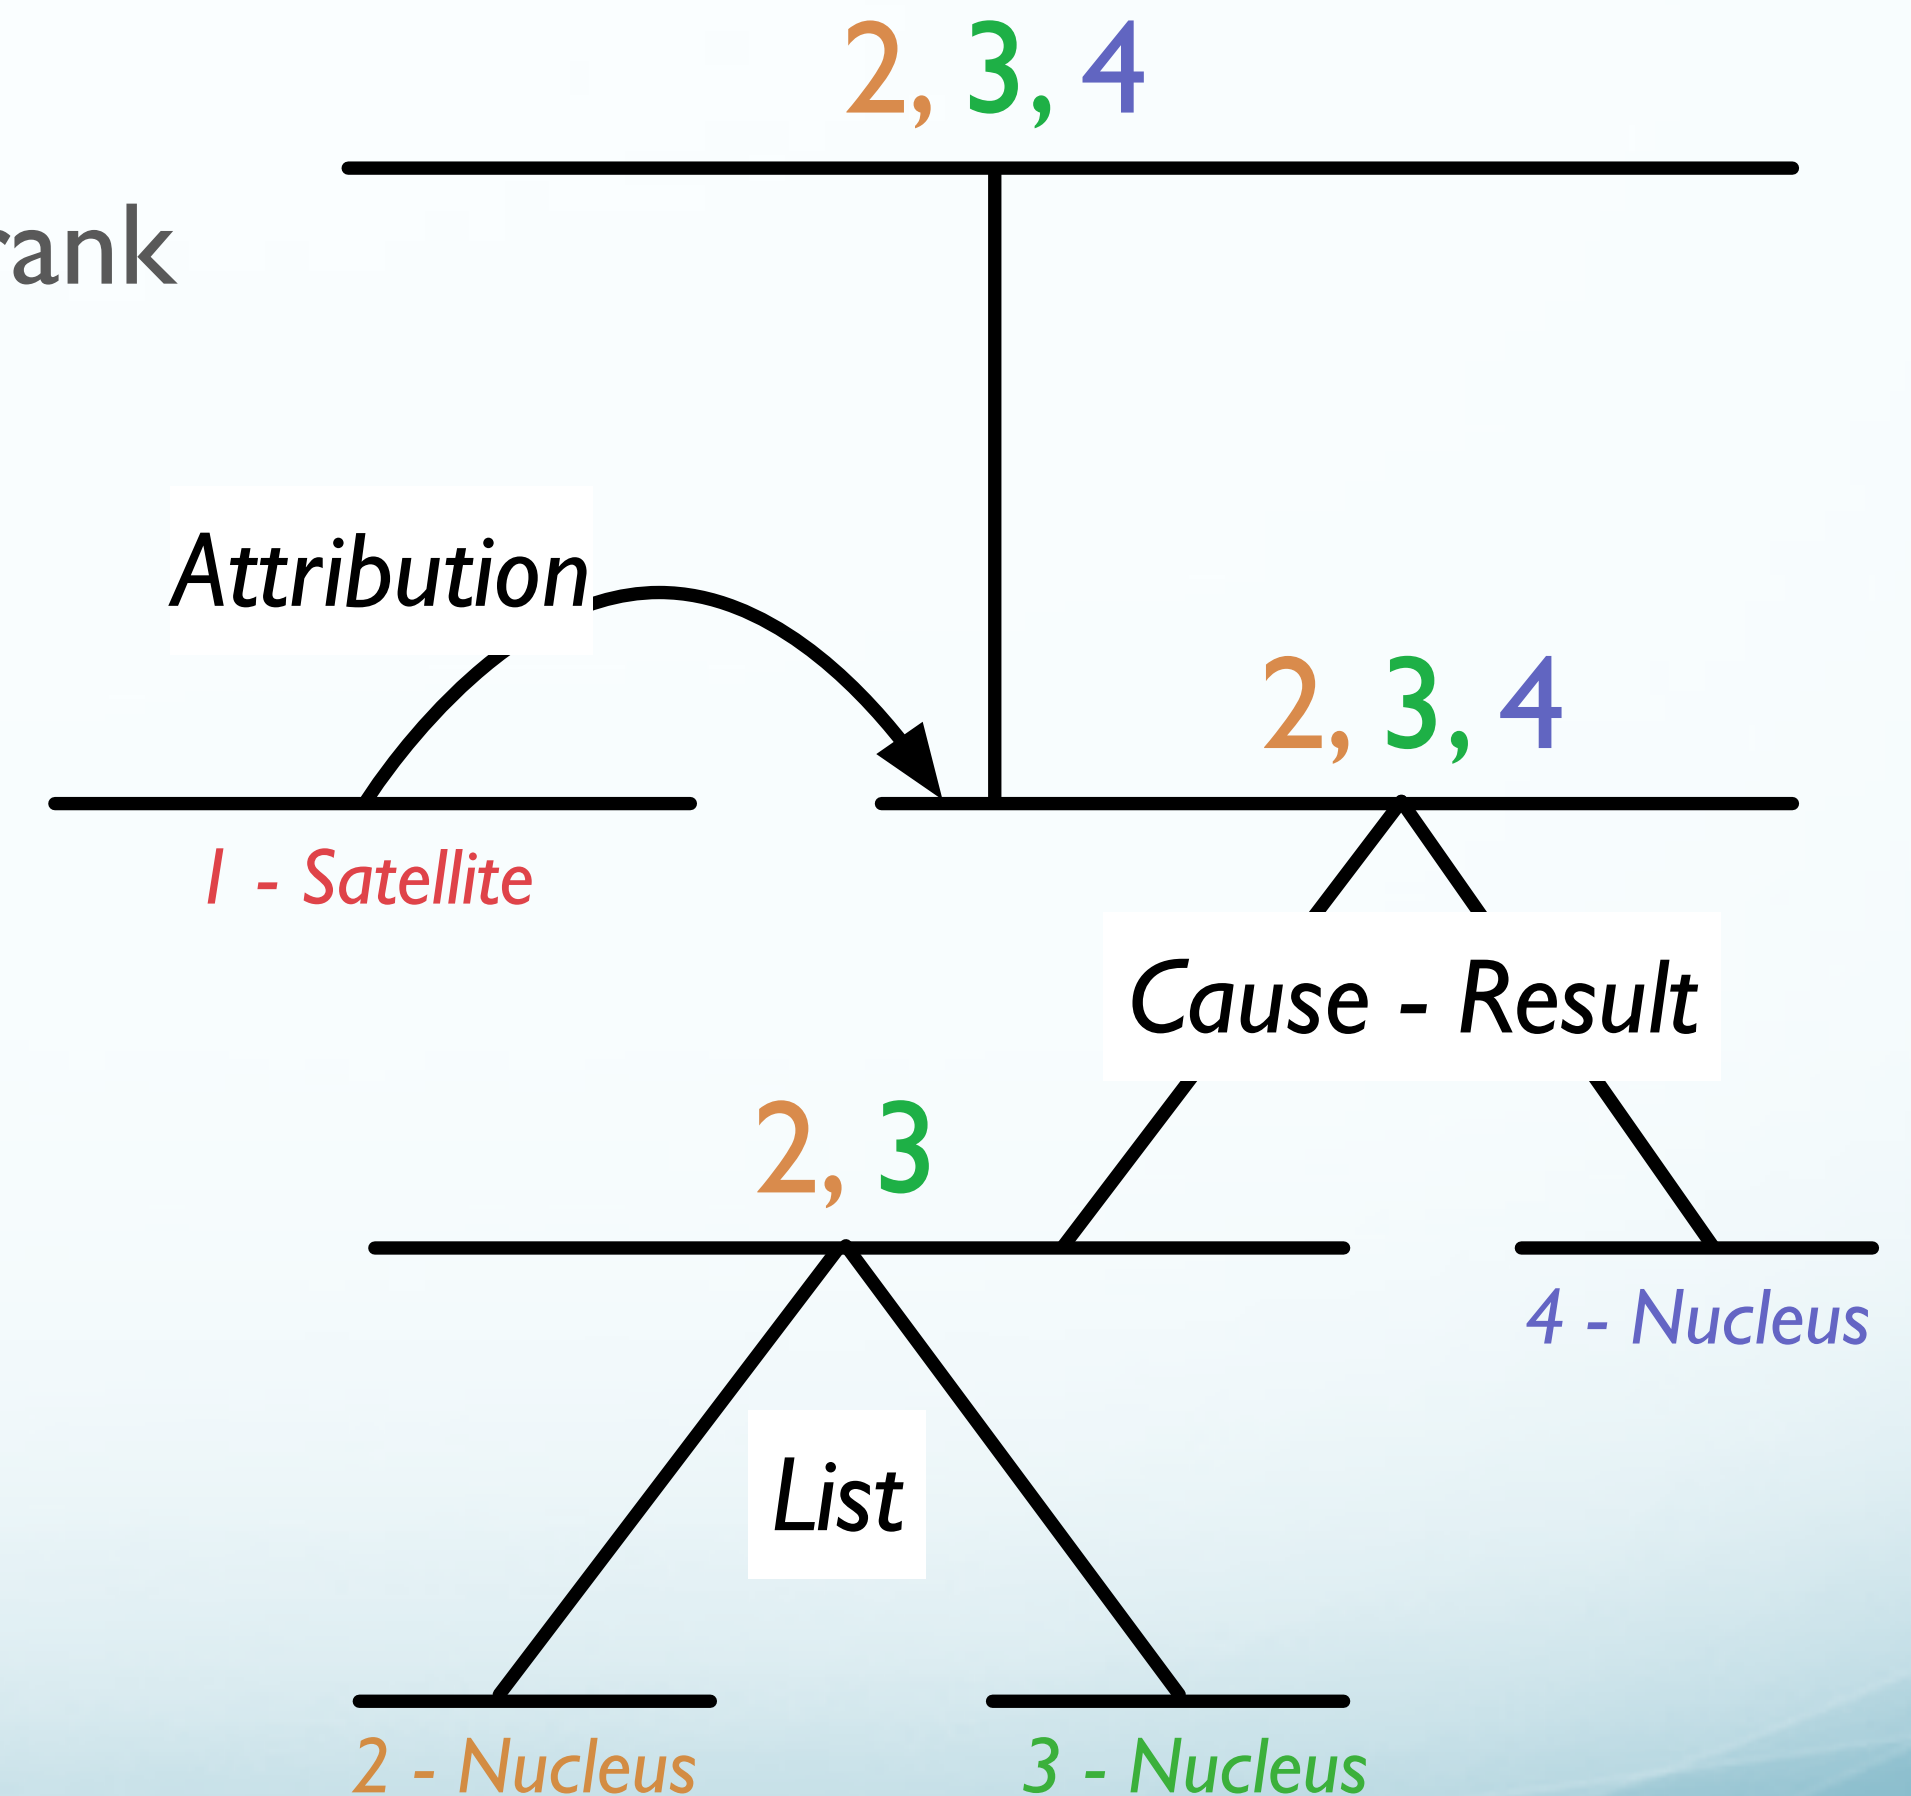 2, 3, 4
rank
Attribution
2, 3, 4
1 - Satellite
Cause - Result
2, 3
4 - Nucleus
List
2 - Nucleus
3 - Nucleus